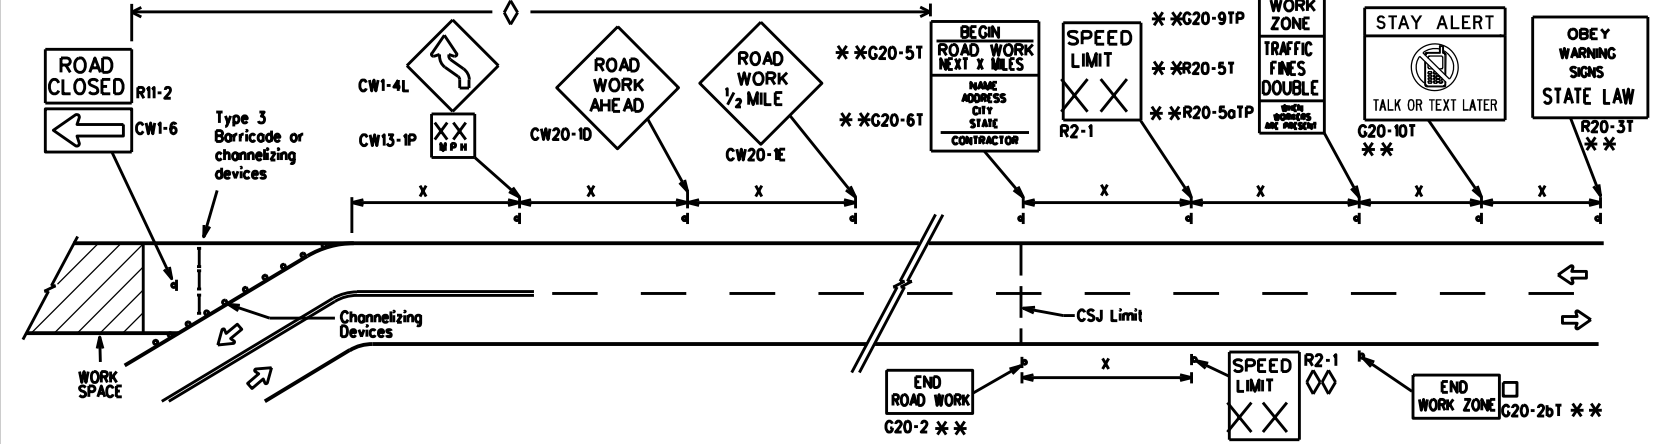 ROAD
CLOSED
R11-2
CW1-6
Type 3
Barricade or
channelizing
devices
CW1-4L
XX
MPH
CW13-1P
ROAD
WORK
AHEAD
CW20-1D
ROAD
WORK
1/2 MILE
CW20-1E
* *G20-5T
* *G20-6T
BEGIN
ROAD WORK
NEXT X MILES
NAME
ADDRESS
CITY
STATE
CONTRACTOR
SPEED
LIMIT
XX
R2-1
* *G20-9TP
* *R20-5T
* *R20-5aTP
WORK
ZONE
TRAFFIC
FINES
DOUBLE
WHEN
WORKERS
ARE PRESENT
STAY ALERT
TALK OR TEXT LATER
G20-10T
* *
OBEY
WARNING
SIGNS
STATE LAW
R20-3T
* *
X
X
X
X
X
X
X
Channelizing
Devices
CSJ Limit
WORK
SPACE
END
ROAD WORK
G20-2 * *
X
SPEED
LIMIT
XX
R2-1
END
WORK ZONE
G20-2bT * *